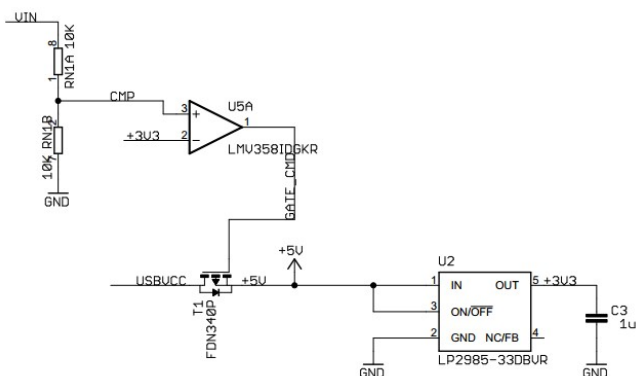 VIN
8
RN1A 10K
1
CMP
3
+
U5A
1
+3V3
2
-
LMV358IDGKR
2
10K RN1B
7
GND
GATE_CMD
+5V
USBVCC
+5V
T1
FDN340P
U2
1 IN OUT 5 +3V3
3 ON/OFF
2 GND NC/FB 4
LP2985-33DBVR
C3
1u
GND
GND